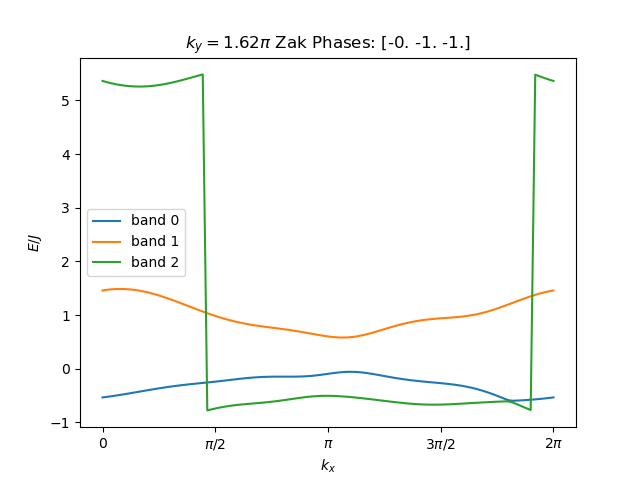 k_y = 1.62π Zak Phases: [-0. -1. -1.]
E/J
5
4
3
2
1
0
−1
band 0
band 1
band 2
0
π/2
π
3π/2
2π
k_x